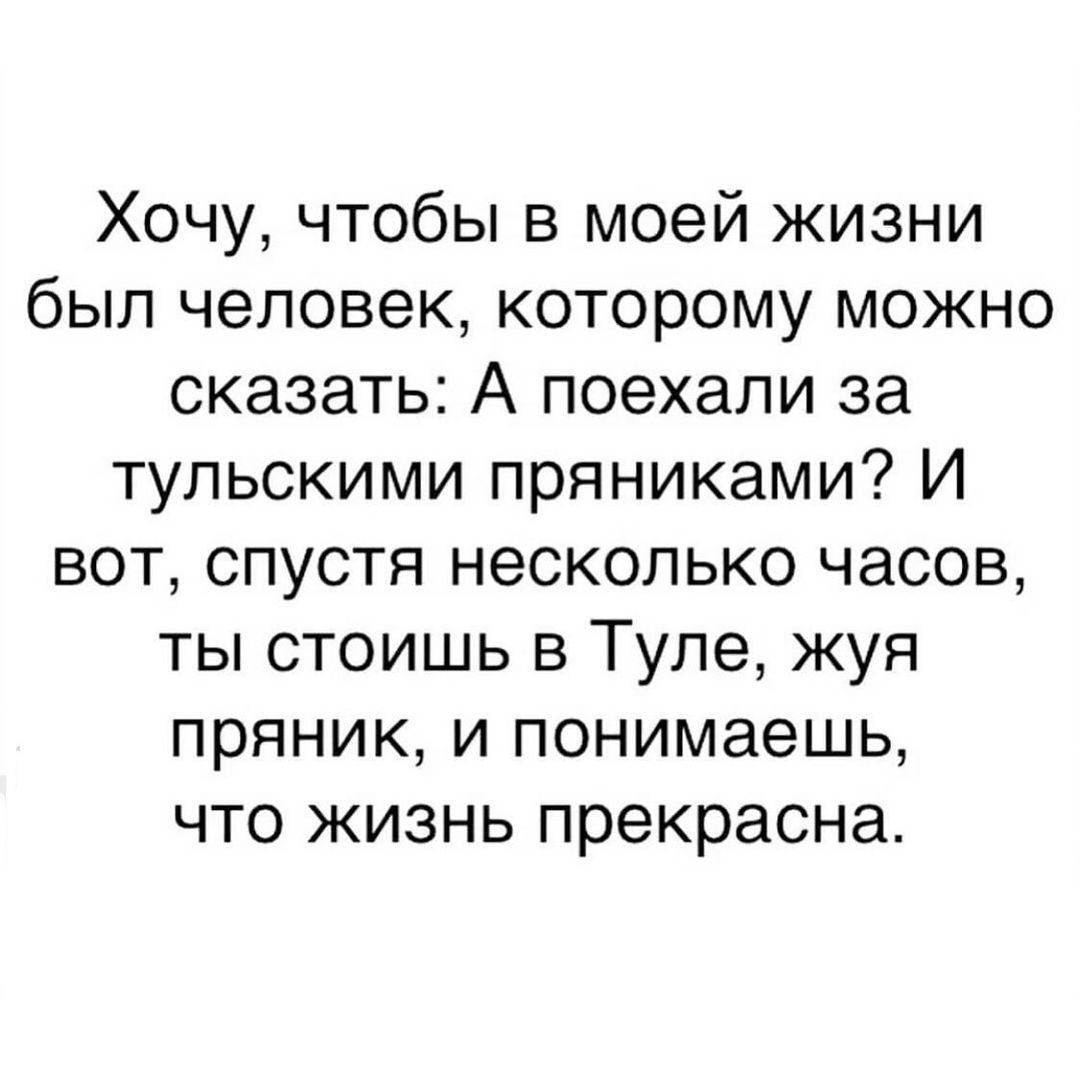 Хочу, чтобы в моей жизни
был человек, которому можно
сказать: А поехали за
тульскими пряниками? И
вот, спустя несколько часов,
ты стоишь в Туле, жуя
пряник, и понимаешь,
что жизнь прекрасна.